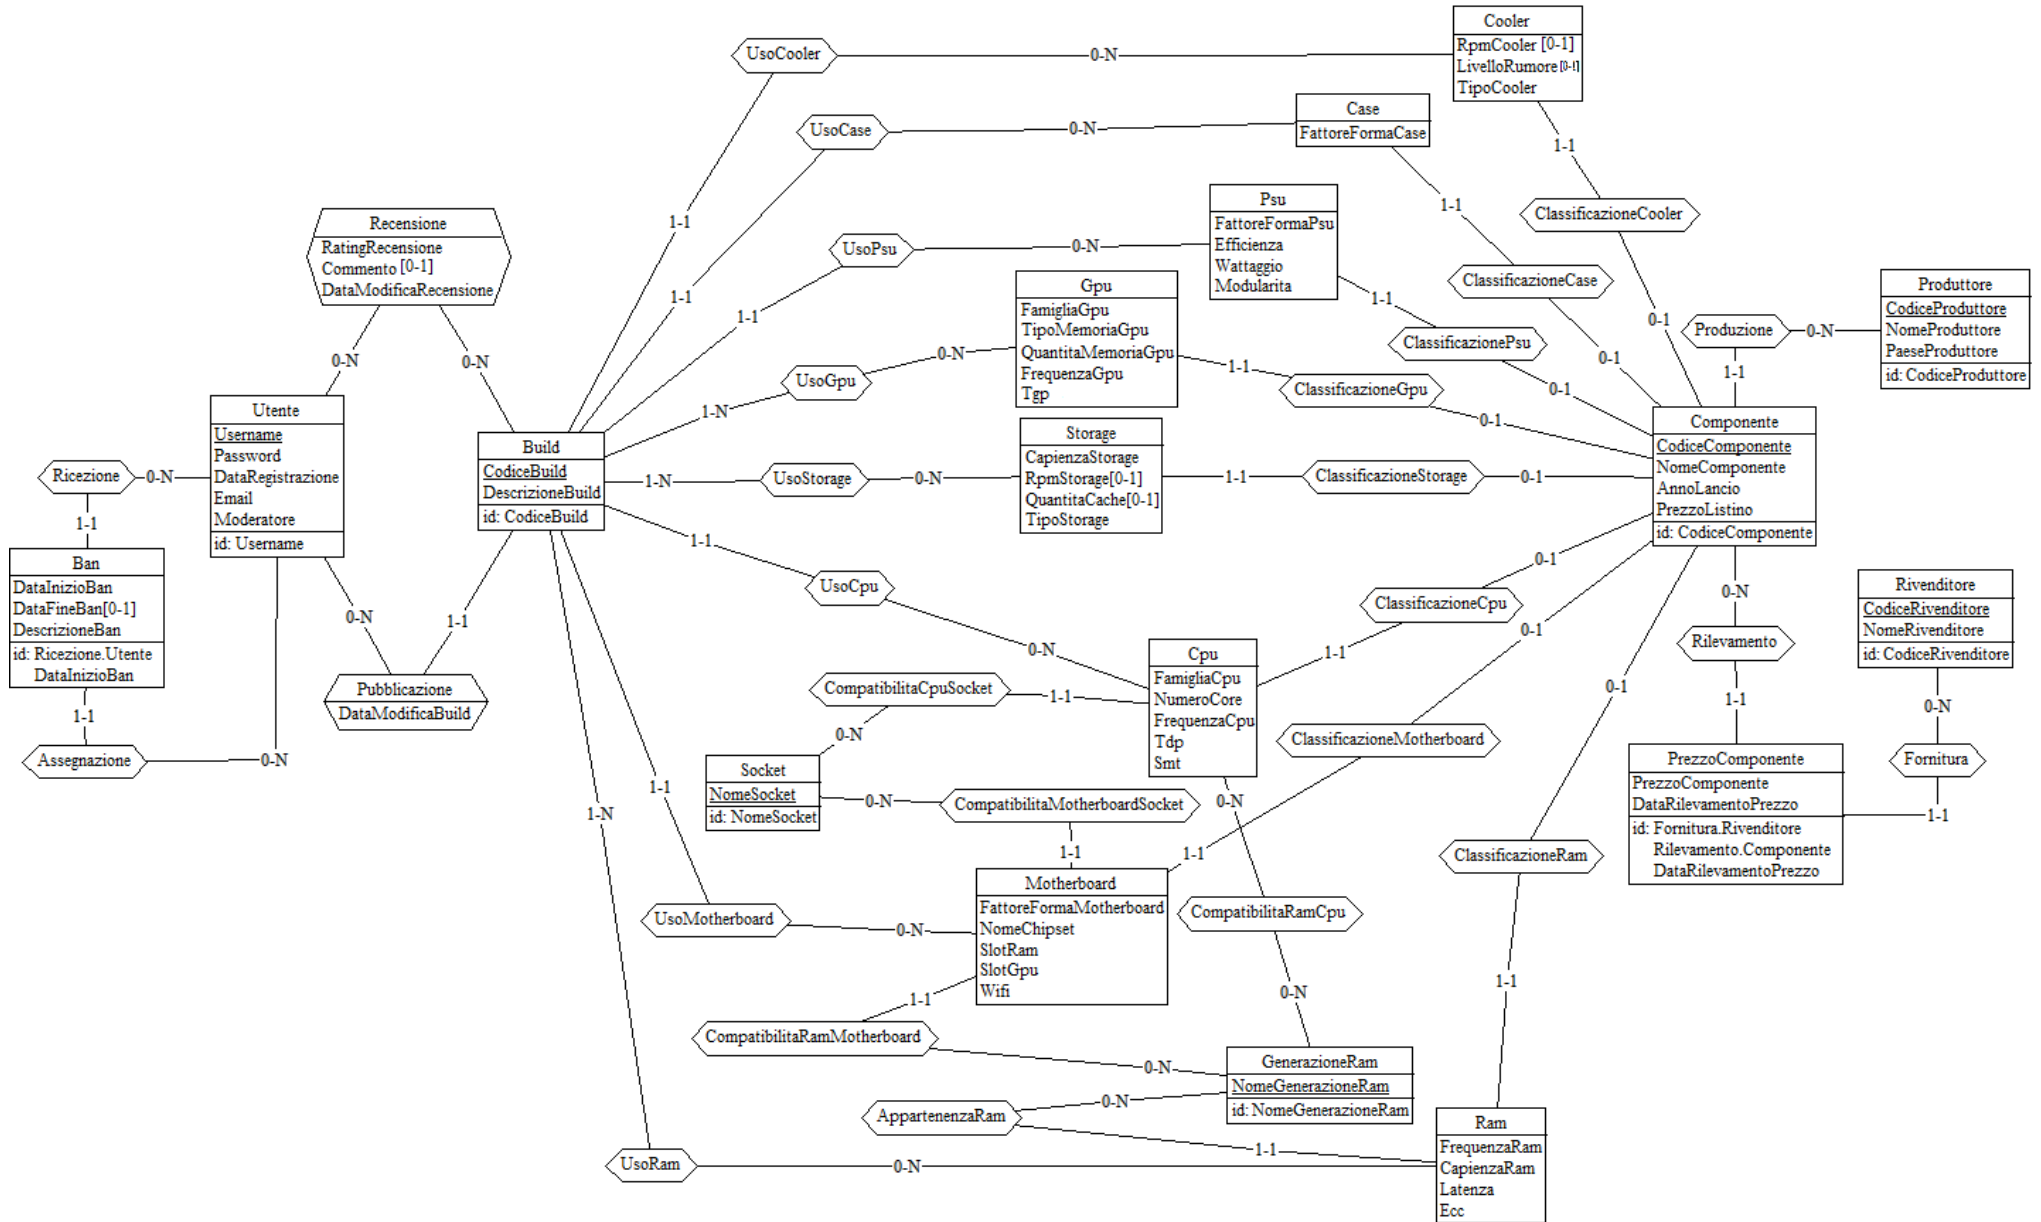 Cooler
RpmCooler [0-1]
LivelloRumore[0-1]
TipoCooler
UsoCooler
0-N
Case
FattoreFormaCase
UsoCase
0-N
1-1
1-1
Psu
FattoreFormaPsu
Efficienza
Wattaggio
Modularita
ClassificazioneCooler
Recensione
RatingRecensione
Commento [0-1]
DataModificaRecensione
1-1
UsoPsu
0-N
1-1
Gpu
FamigliaGpu
TipoMemoriaGpu
QuantitaMemoriaGpu
FrequenzaGpu
Tgp
ClassificazioneCase
1-1
1-1
1-1
0-1
Produttore
CodiceProduttore
NomeProduttore
PaeseProduttore
id: CodiceProduttore
Produzione
0-N
1-1
ClassificazionePsu
0-1
0-N
0-N
0-N
UsoGpu
1-1
ClassificazioneGpu
0-1
0-1
1-N
Utente
Username
Password
DataRegistrazione
Email
Moderatore
id: Username
Build
CodiceBuild
DescrizioneBuild
id: CodiceBuild
Storage
CapienzaStorage
RpmStorage[0-1]
QuantitaCache[0-1]
TipoStorage
Componente
CodiceComponente
NomeComponente
AnnoLancio
PrezzoListino
id: CodiceComponente
Ricezione
0-N
1-N
UsoStorage
0-N
1-1
ClassificazioneStorage
0-1
1-1
Ban
DataInizioBan
DataFineBan[0-1]
DescrizioneBan
id: Ricezione.Utente
DataInizioBan
1-1
UsoCpu
0-1
ClassificazioneCpu
0-N
Rivenditore
CodiceRivenditore
NomeRivenditore
id: CodiceRivenditore
0-N
1-1
0-N
Cpu
FamigliaCpu
NumeroCore
FrequenzaCpu
Tdp
Smt
1-1
0-1
Rilevamento
Pubblicazione
DataModificaBuild
CompatibilitaCpuSocket
1-1
0-1
1-1
0-N
1-1
Assegnazione
0-N
0-N
ClassificazioneMotherboard
PrezzoComponente
PrezzoComponente
DataRilevamentoPrezzo
id: Fornitura.Rivenditore
Rilevamento.Componente
DataRilevamentoPrezzo
Fornitura
1-1
Socket
NomeSocket
id: NomeSocket
1-1
0-N
CompatibilitaMotherboardSocket
0-N
1-N
1-1
1-1
ClassificazioneRam
Motherboard
FattoreFormaMotherboard
NomeChipset
SlotRam
SlotGpu
Wifi
UsoMotherboard
0-N
CompatibilitaRamCpu
1-1
0-N
1-1
CompatibilitaRamMotherboard
0-N
GenerazioneRam
NomeGenerazioneRam
id: NomeGenerazioneRam
AppartenenzaRam
0-N
1-1
Ram
FrequenzaRam
CapienzaRam
Latenza
Ecc
UsoRam
0-N